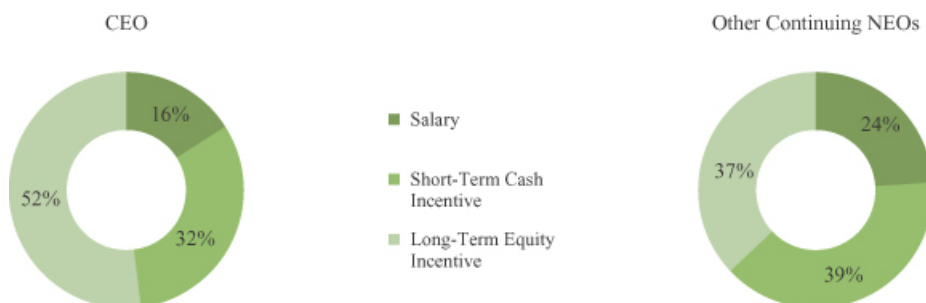 CEO
Other Continuing NEOs
16%
52%
32%
Salary
Short-Term Cash
Incentive
Long-Term Equity
Incentive
24%
37%
39%